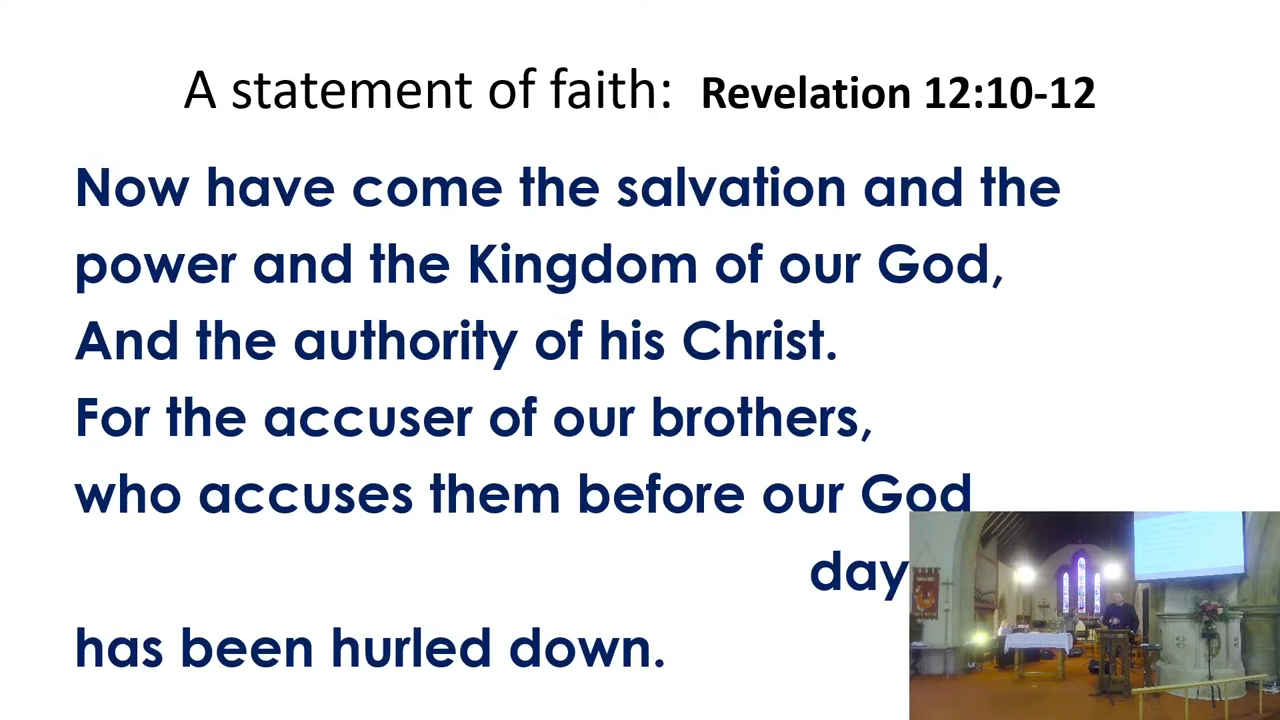 A statement of faith: Revelation 12:10-12
Now have come the salvation and the
power and the Kingdom of our God,
And the authority of his Christ.
For the accuser of our brothers,
who accuses them before our God
day
has been hurled down.